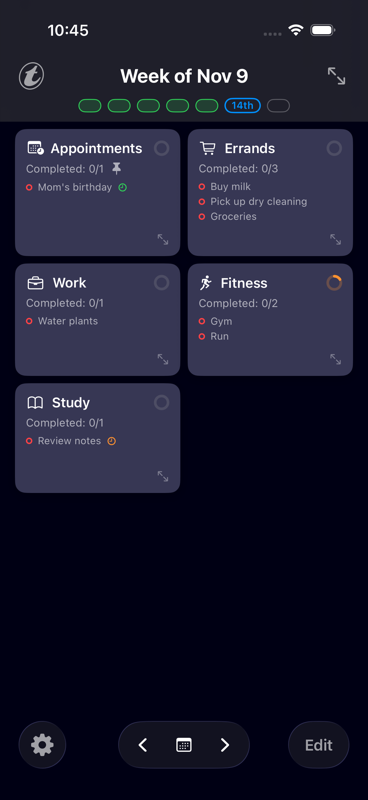 10:45
t
Week of Nov 9
14th
Appointments
Completed: 0/1
Mom's birthday
Errands
Completed: 0/3
Buy milk
Pick up dry cleaning
Groceries
Work
Completed: 0/1
Water plants
Fitness
Completed: 0/2
Gym
Run
Study
Completed: 0/1
Review notes
Edit